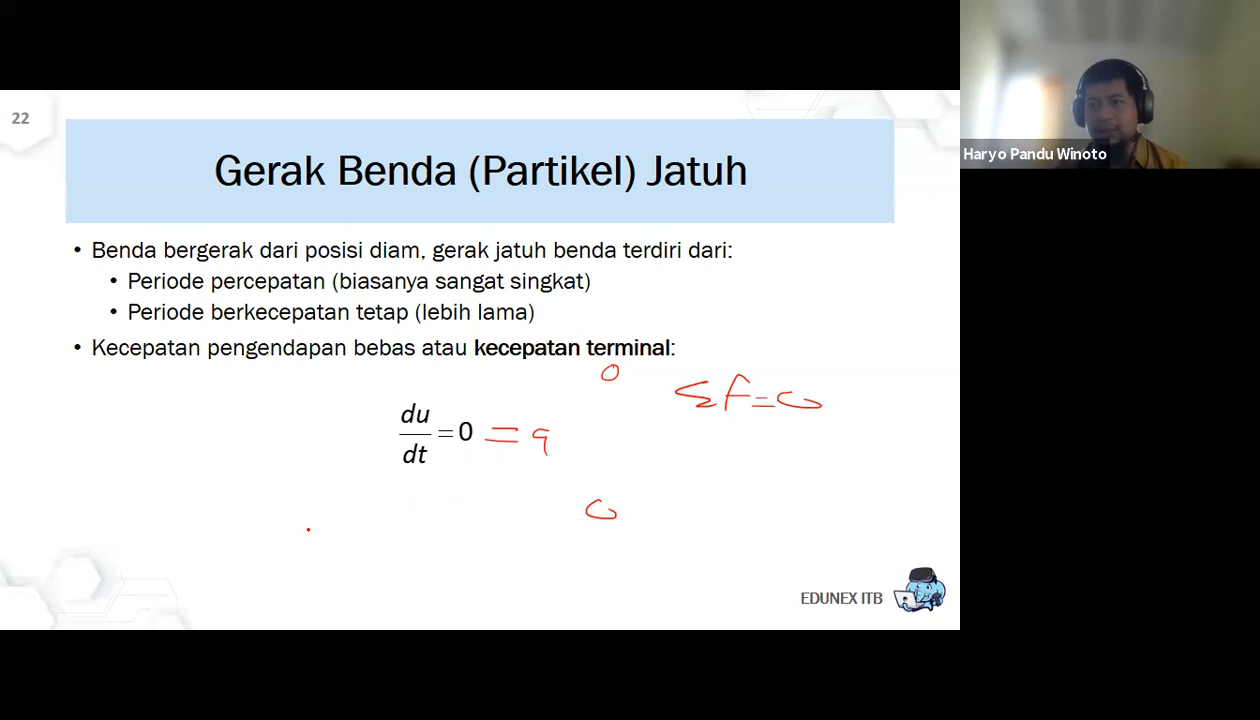 22
Gerak Benda (Partikel) Jatuh
• Benda bergerak dari posisi diam, gerak jatuh benda terdiri dari:
• Periode percepatan (biasanya sangat singkat)
• Periode berkecepatan tetap (lebih lama)
• Kecepatan pengendapan bebas atau kecepatan terminal:
Σf=0
du/dt = 0 = a
EDUNEX ITB
Haryo Pandu Winoto